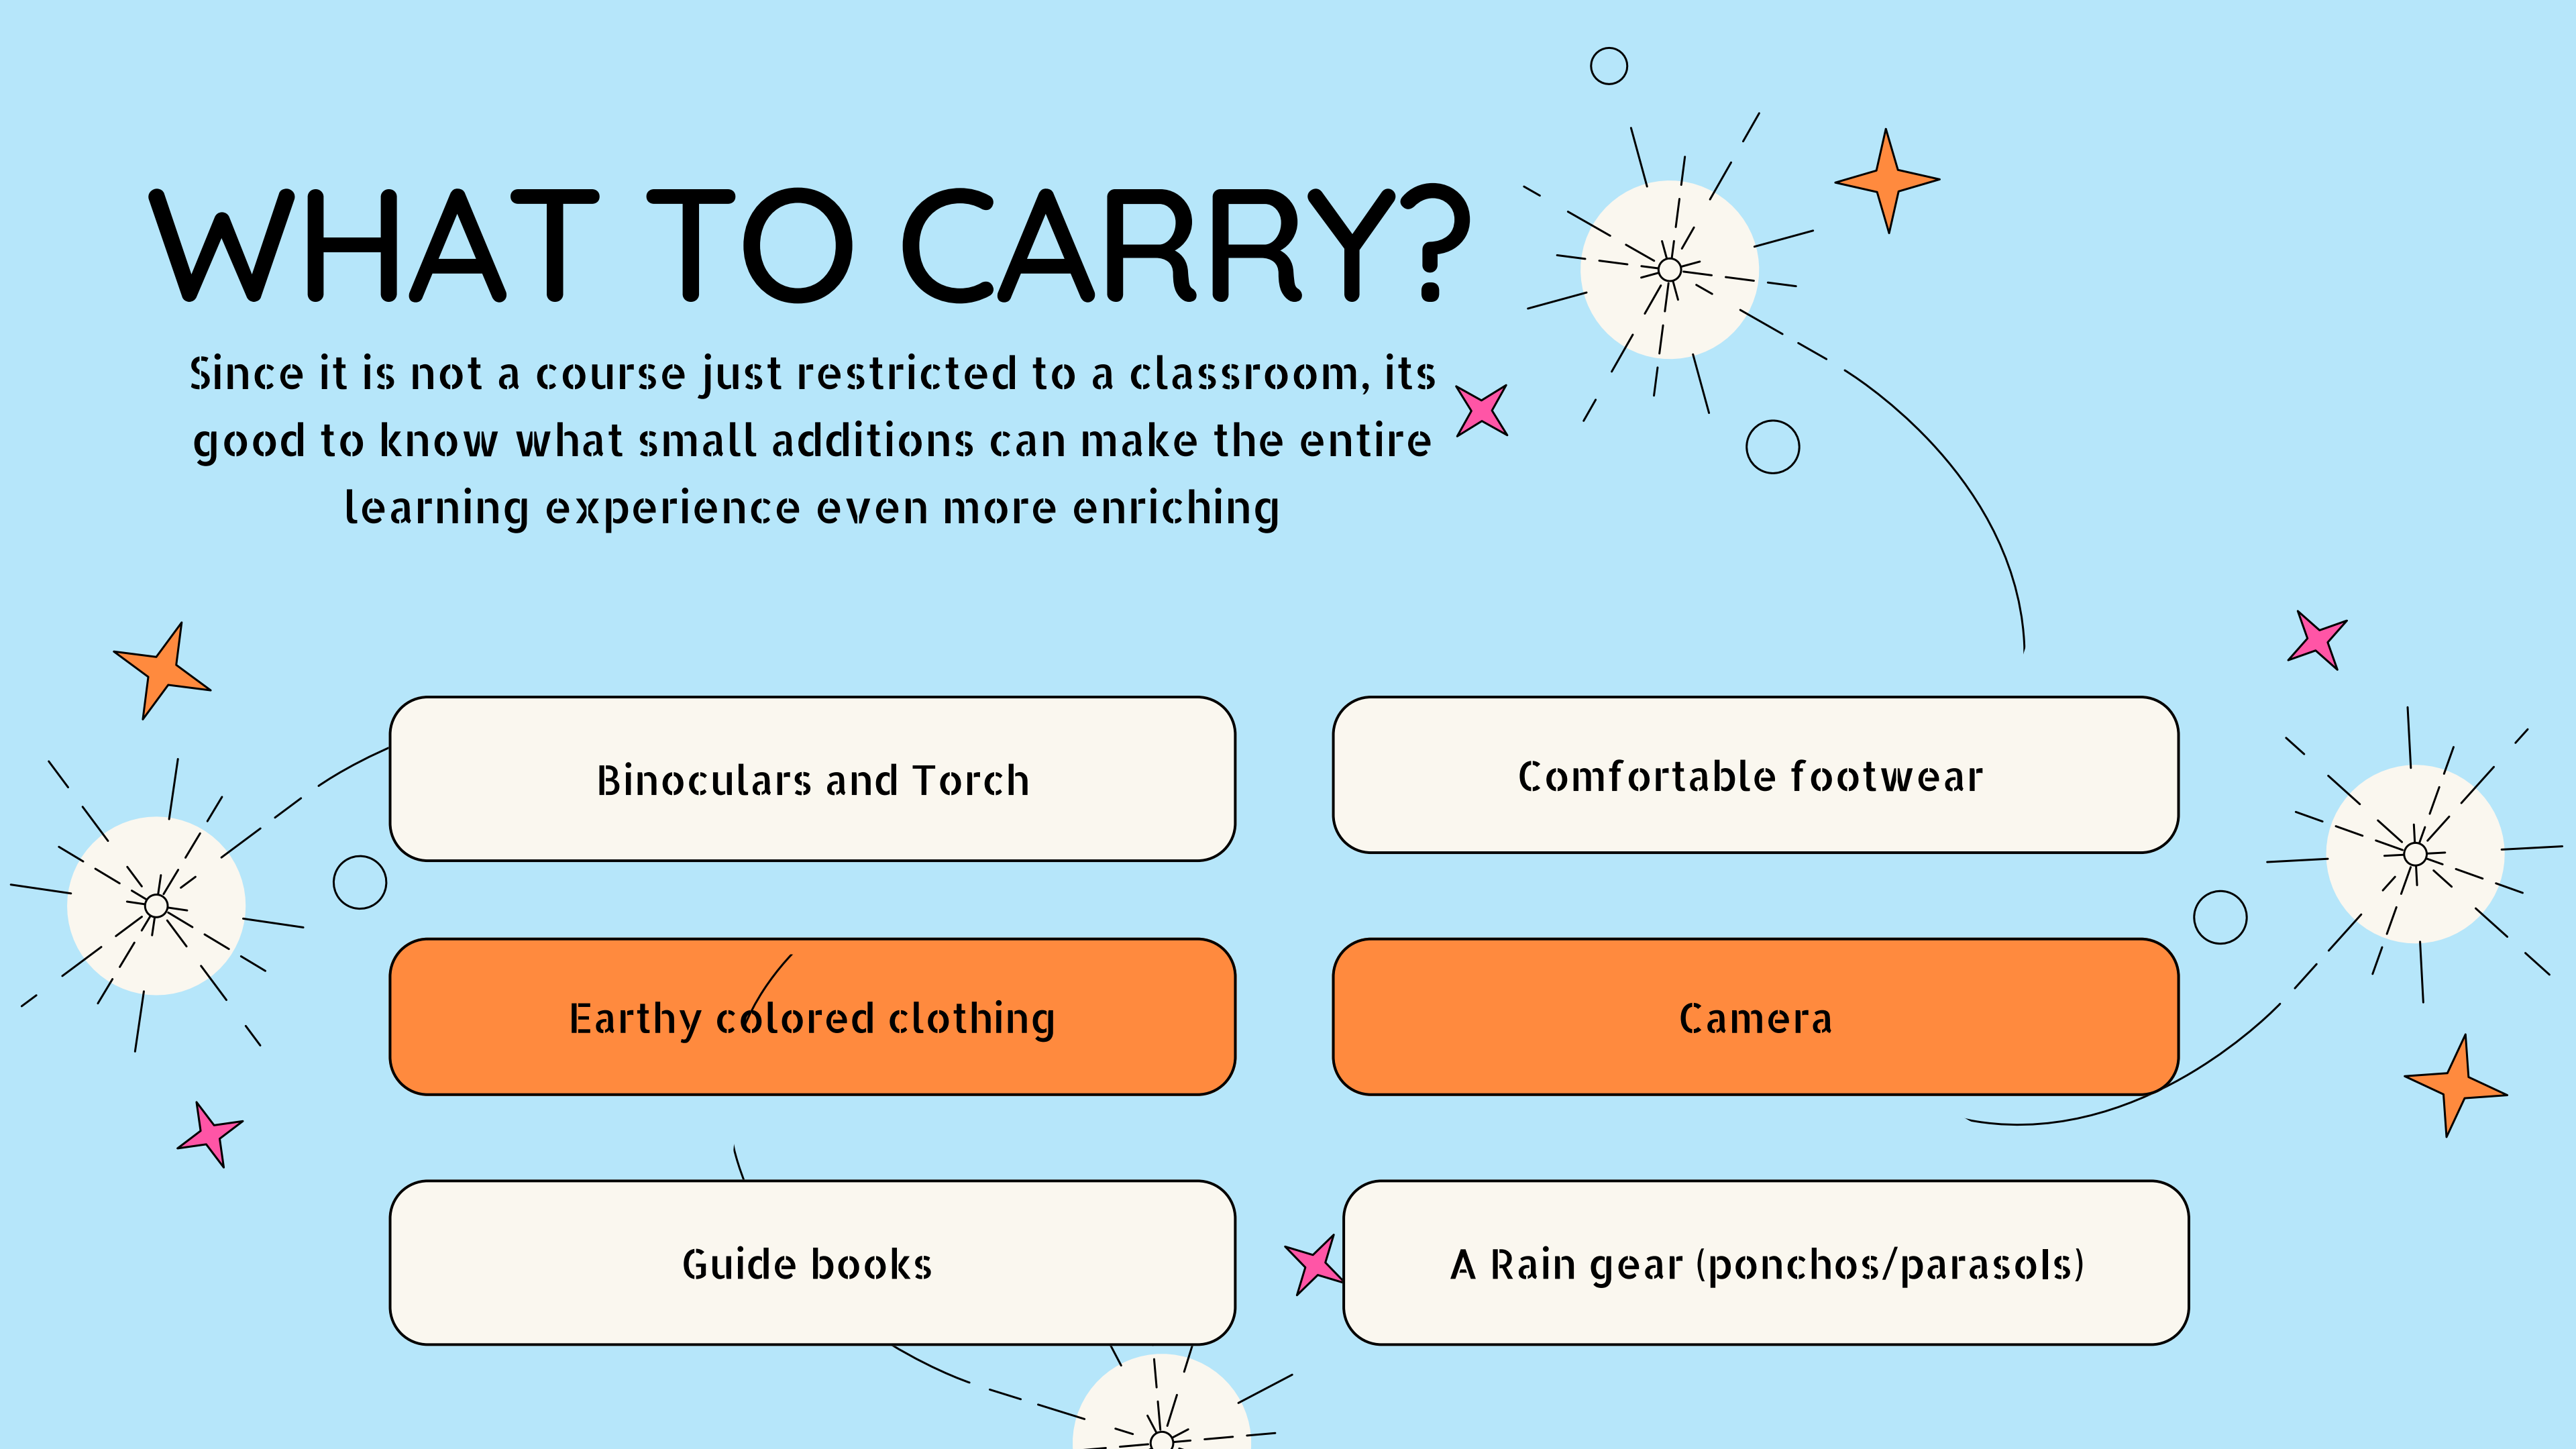 WHAT TO CARRY?
Since it is not a course just restricted to a classroom, its
good to know what small additions can make the entire
learning experience even more enriching
Binoculars and Torch
Comfortable footwear
Earthy colored clothing
Camera
Guide books
A Rain gear (ponchos/parasols)